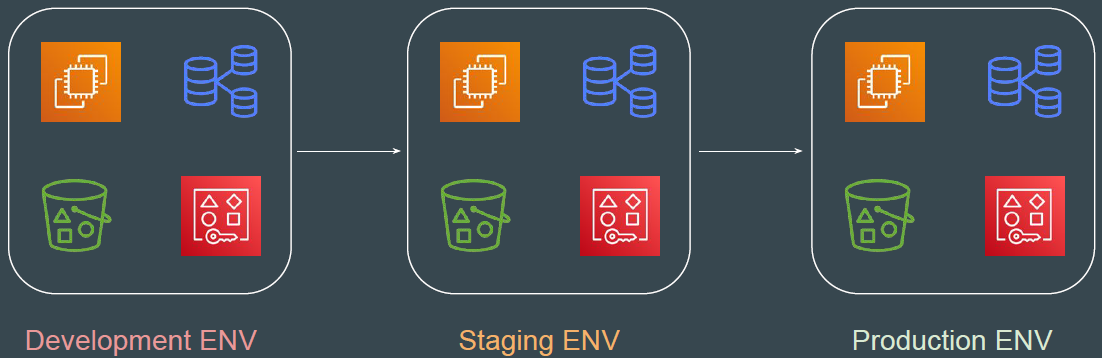 Development ENV
Staging ENV
Production ENV